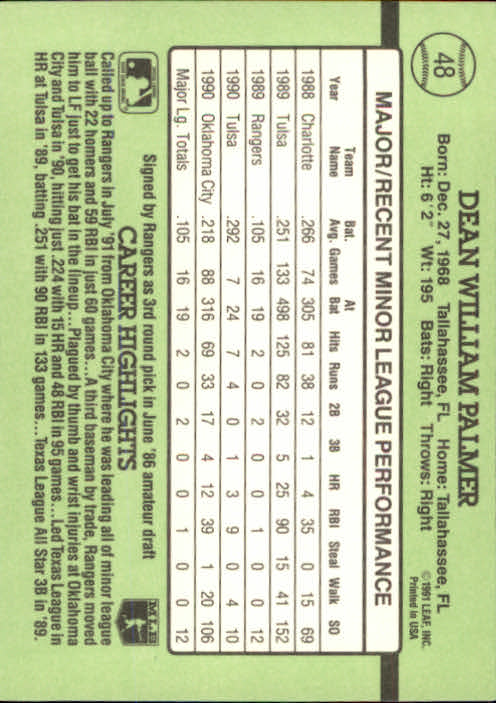 48
DEAN WILLIAM PALMER
Born: Dec. 27, 1968 Tallahassee, FL Home: Tallahassee, FL
Ht: 6'2" Wt: 195 Bats: Right Throws: Right
©1991 LEAF, INC.
Printed in USA
MAJOR/RECENT MINOR LEAGUE PERFORMANCE
Year Team Name Bat. Avg. Games At Bat Hits Runs 2B 3B HR RBI Steal Walk SO
1988 Charlotte .266 74 305 81 38 12 1 4 35 0 15 69
1989 Tulsa .251 133 498 125 82 32 5 25 90 15 41 152
1989 Rangers .105 16 19 2 0 2 0 0 1 0 0 12
1990 Tulsa .292 7 24 7 4 0 1 3 9 0 4 10
1990 Oklahoma City .218 88 316 69 33 17 4 12 39 1 20 106
Major Lg. Totals .105 16 19 2 0 2 0 0 1 0 0 12
Signed by Rangers as 3rd round pick in June '86 amateur draft
CAREER HIGHLIGHTS
MLB
Called up to Rangers in July '91 from Oklahoma City where he was leading all of minor league
ball with 22 homers and 59 RBI in just 60 games...A third baseman by trade, Rangers moved
him to LF just to get his bat in the lineup...Plagued by thumb and wrist injuries at Oklahoma
City and Tulsa in '90, hitting just .224 with 15 HR and 48 RBI in 95 games...Led Texas League in
HR at Tulsa in '89, batting .251 with 90 RBI in 133 games...Texas League All Star 3B in '89.